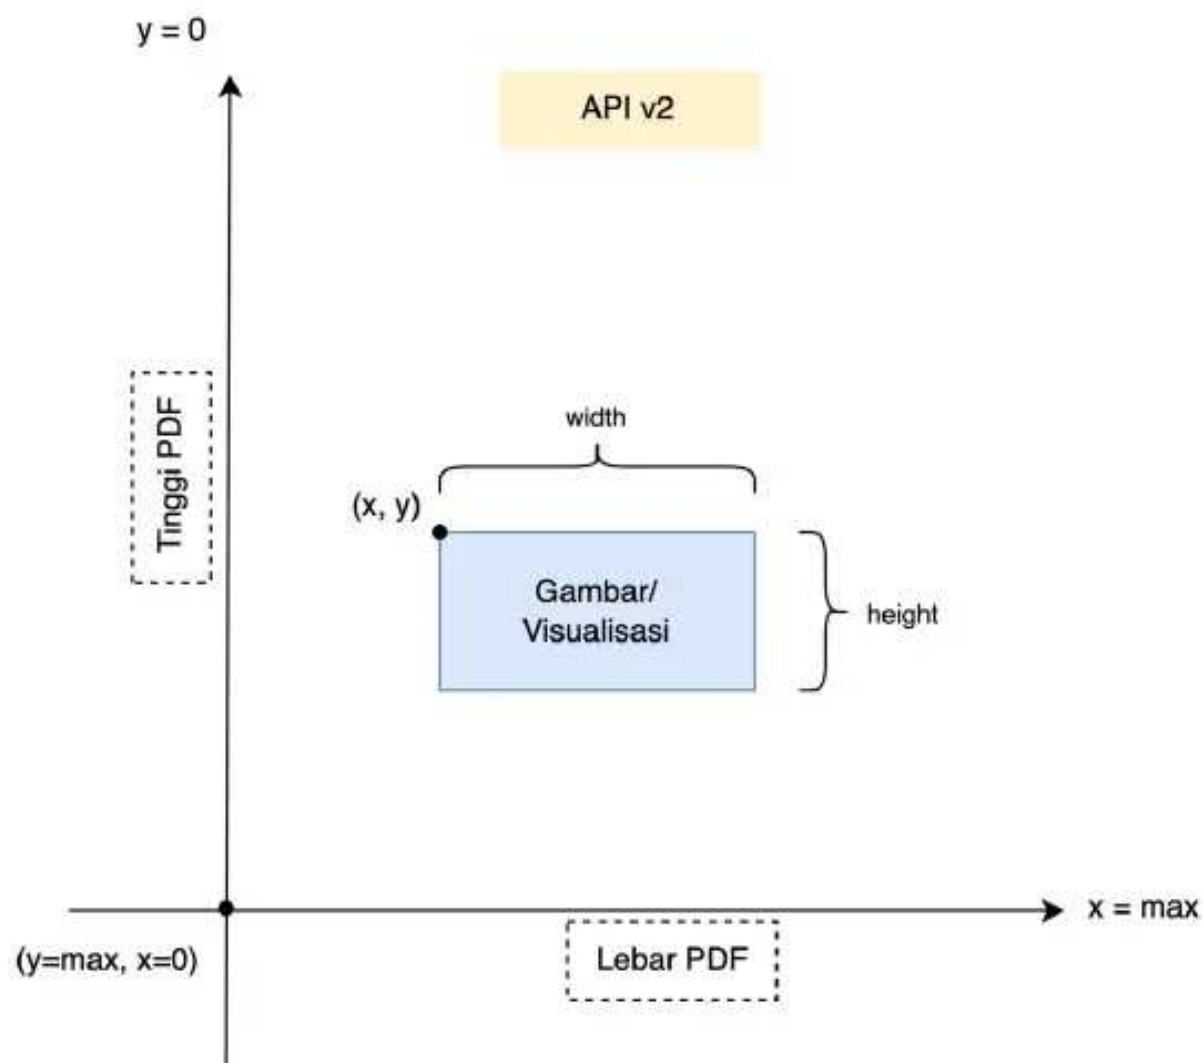 y = 0
API v2
Tinggi PDF
width
(x, y)
Gambar/
Visualisasi
height
x = max
(y=max, x=0)
Lebar PDF